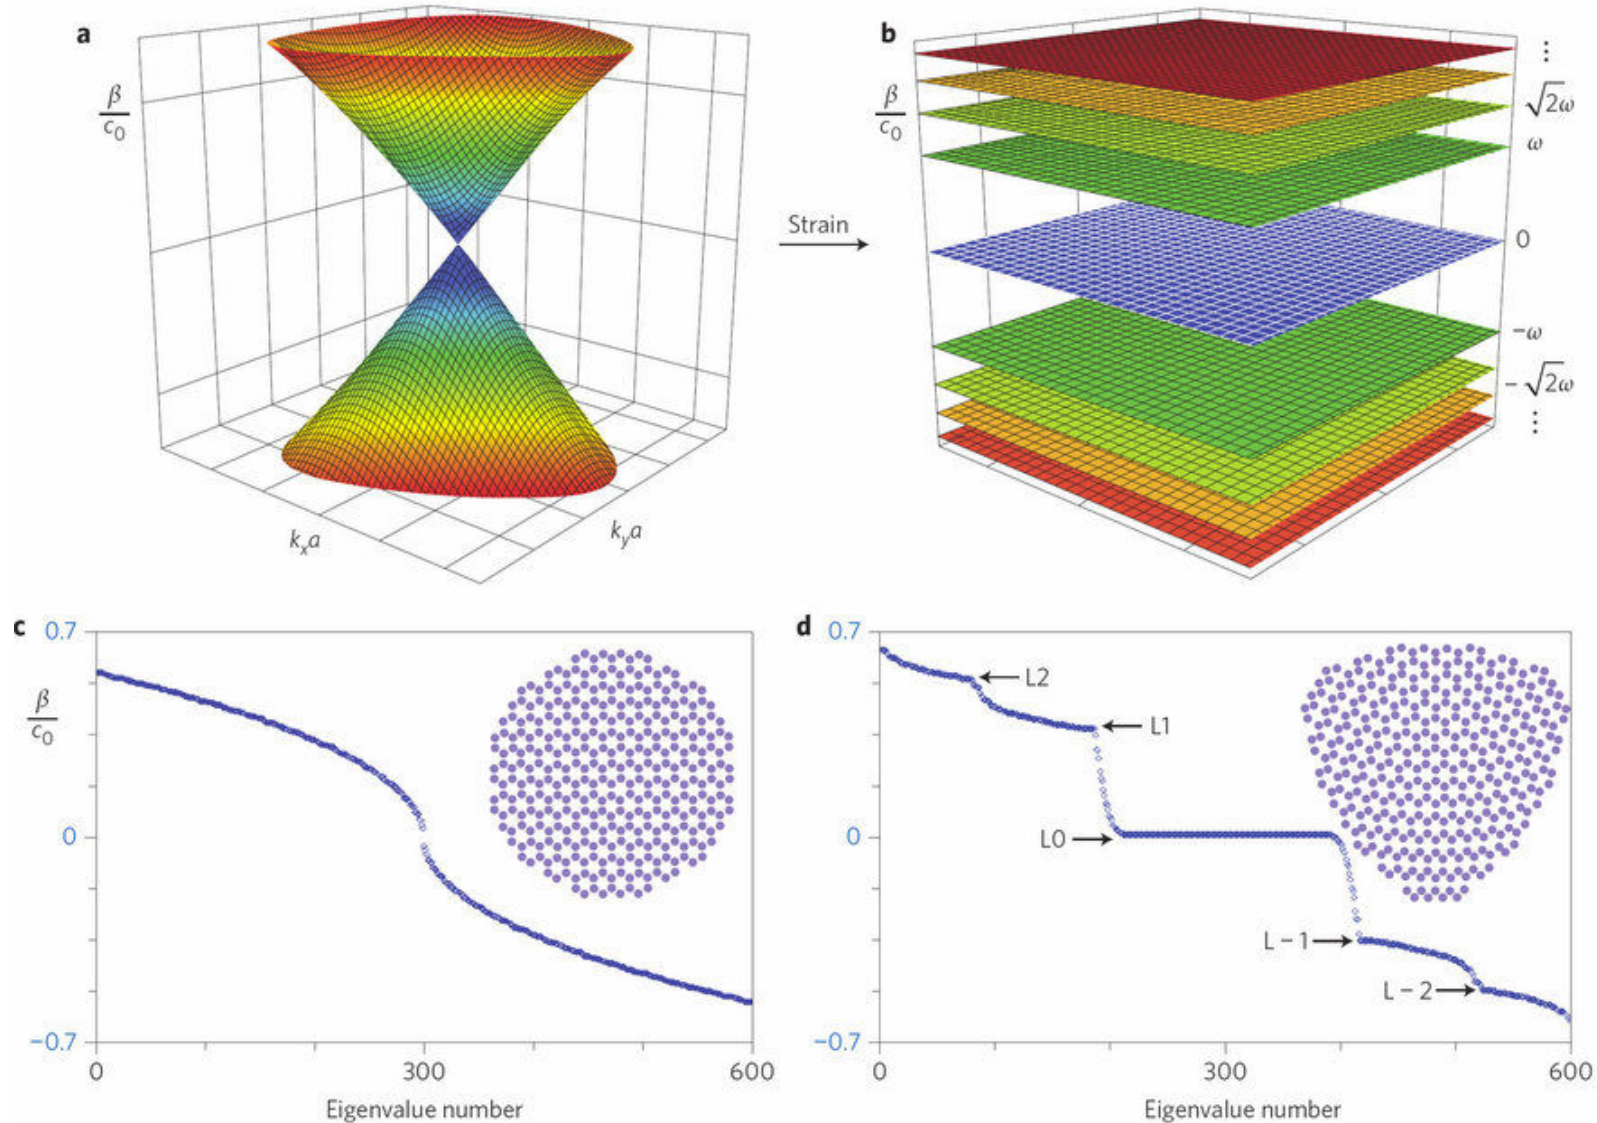 a
β
c₀
kₓa
k_ya
Strain
b
β
c₀
⋮
√2ω
ω
0
−ω
−√2ω
⋮
c
0.7
β
c₀
0
−0.7
0
300
600
Eigenvalue number
d
0.7
0
−0.7
L2
L1
L0
L − 1
L − 2
0
300
600
Eigenvalue number